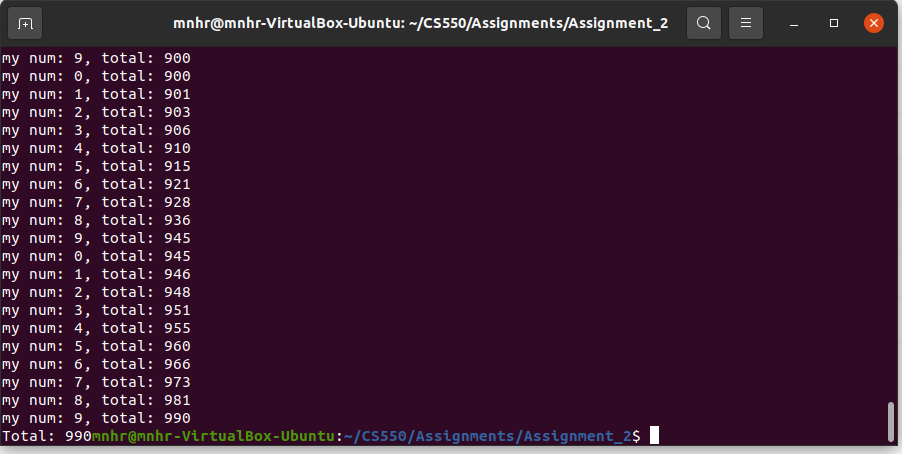 mnhr@mnhr-VirtualBox-Ubuntu: ~/CS550/Assignments/Assignment_2
my num: 9, total: 900
my num: 0, total: 900
my num: 1, total: 901
my num: 2, total: 903
my num: 3, total: 906
my num: 4, total: 910
my num: 5, total: 915
my num: 6, total: 921
my num: 7, total: 928
my num: 8, total: 936
my num: 9, total: 945
my num: 0, total: 945
my num: 1, total: 946
my num: 2, total: 948
my num: 3, total: 951
my num: 4, total: 955
my num: 5, total: 960
my num: 6, total: 966
my num: 7, total: 973
my num: 8, total: 981
my num: 9, total: 990
Total: 990mnhr@mnhr-VirtualBox-Ubuntu:~/CS550/Assignments/Assignment_2$